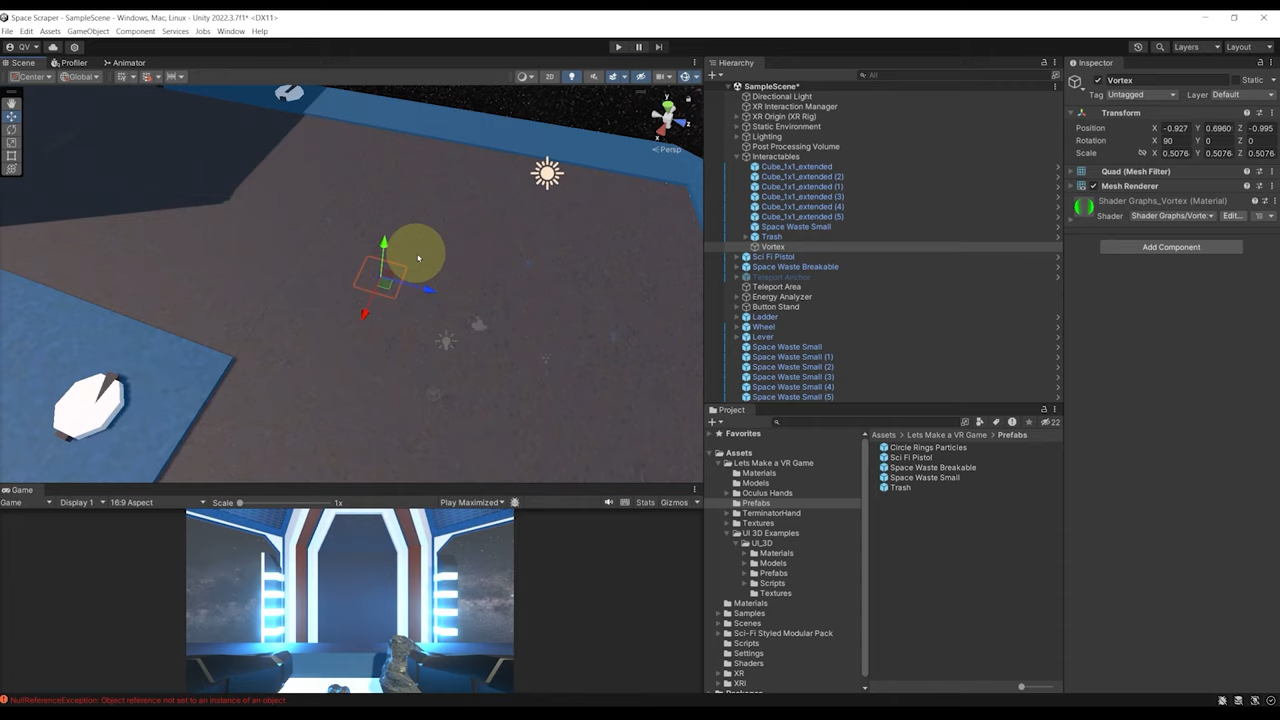 Space Scraper - SampleScene - Windows, Mac, Linux - Unity 2022.3.7f1* <DX11>
File Edit Assets GameObject Component Services Jobs Window Help
QV Layers Layout
Scene Profiler Animator
Center Global 2D
y
z
x
Persp
Hierarchy
All
SampleScene*
Directional Light
XR Interaction Manager
XR Origin (XR Rig)
Static Environment
Lighting
Post Processing Volume
Interactables
Cube_1x1_extended
Cube_1x1_extended (2)
Cube_1x1_extended (1)
Cube_1x1_extended (3)
Cube_1x1_extended (4)
Cube_1x1_extended (5)
Space Waste Small
Trash
Vortex
Sci Fi Pistol
Space Waste Breakable
Teleport Anchor
Teleport Area
Energy Analyzer
Button Stand
Ladder
Wheel
Lever
Space Waste Small
Space Waste Small (1)
Space Waste Small (2)
Space Waste Small (3)
Space Waste Small (4)
Space Waste Small (5)
Inspector
Vortex Static
Tag Untagged Layer Default
Transform
Position X -0.927 Y 0.6960 Z -0.995
Rotation X 90 Y 0 Z 0
Scale X 0.5076 Y 0.5076 Z 0.5076
Quad (Mesh Filter)
Mesh Renderer
Shader Graphs_Vortex (Material)
Shader Shader Graphs/Vorte Edit...
Add Component
Project
22
Favorites
Assets
Lets Make a VR Game
Materials
Models
Oculus Hands
Prefabs
TerminatorHand
Textures
UI 3D Examples
UI_3D
Materials
Models
Prefabs
Scripts
Textures
Materials
Samples
Scenes
Sci-Fi Styled Modular Pack
Scripts
Settings
Shaders
XR
XRI
Assets > Lets Make a VR Game > Prefabs
Circle Rings Particles
Sci Fi Pistol
Space Waste Breakable
Space Waste Small
Trash
Game
Game Display 1 16:9 Aspect Scale 1x Play Maximized Stats Gizmos
NullReferenceException: Object reference not set to an instance of an object